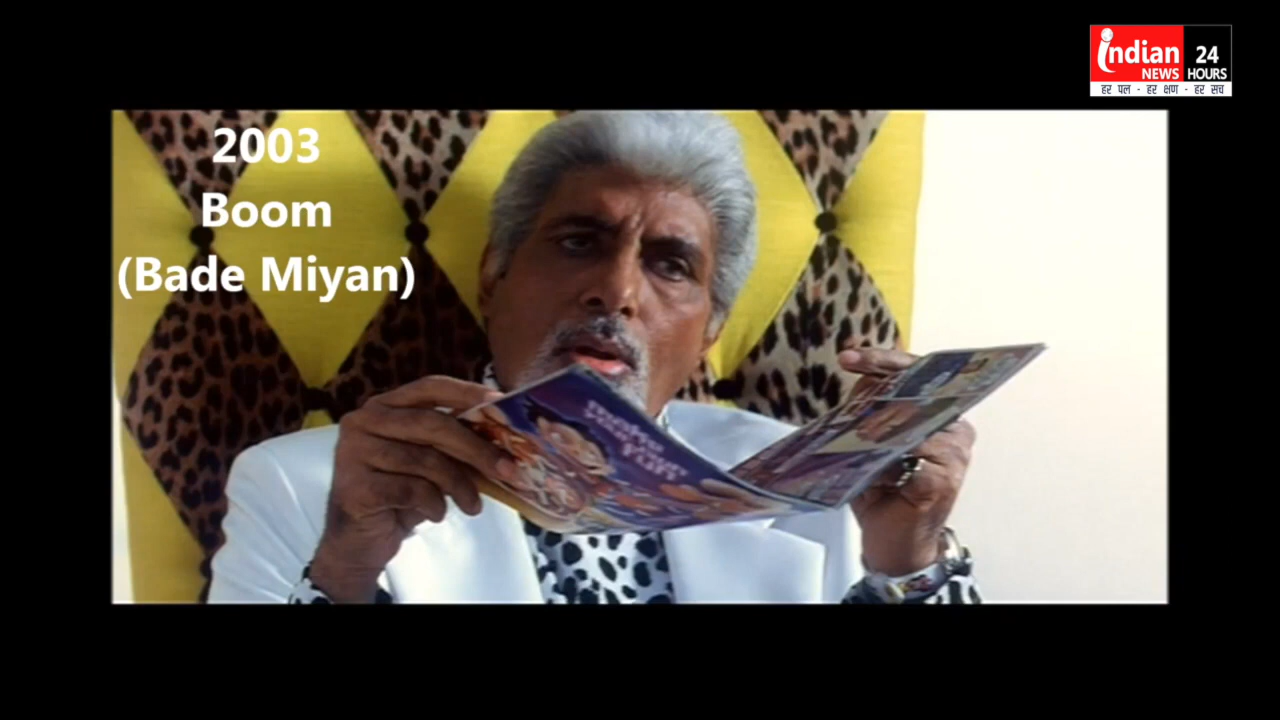 2003
Boom
(Bade Miyan)
indian
NEWS
24
HOURS
हर पल - हर क्षण - हर सच